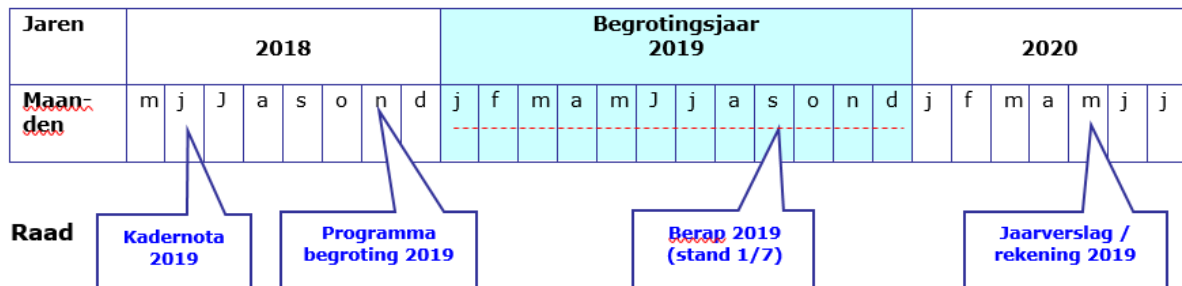 Jaren
2018
Begrotingsjaar
2019
2020
Maan-
den
m j J a s o n d j f m a m J j a s o n d j f m a m j j
Raad
Kadernota
2019
Programma
begroting 2019
Berap 2019
(stand 1/7)
Jaarverslag /
rekening 2019